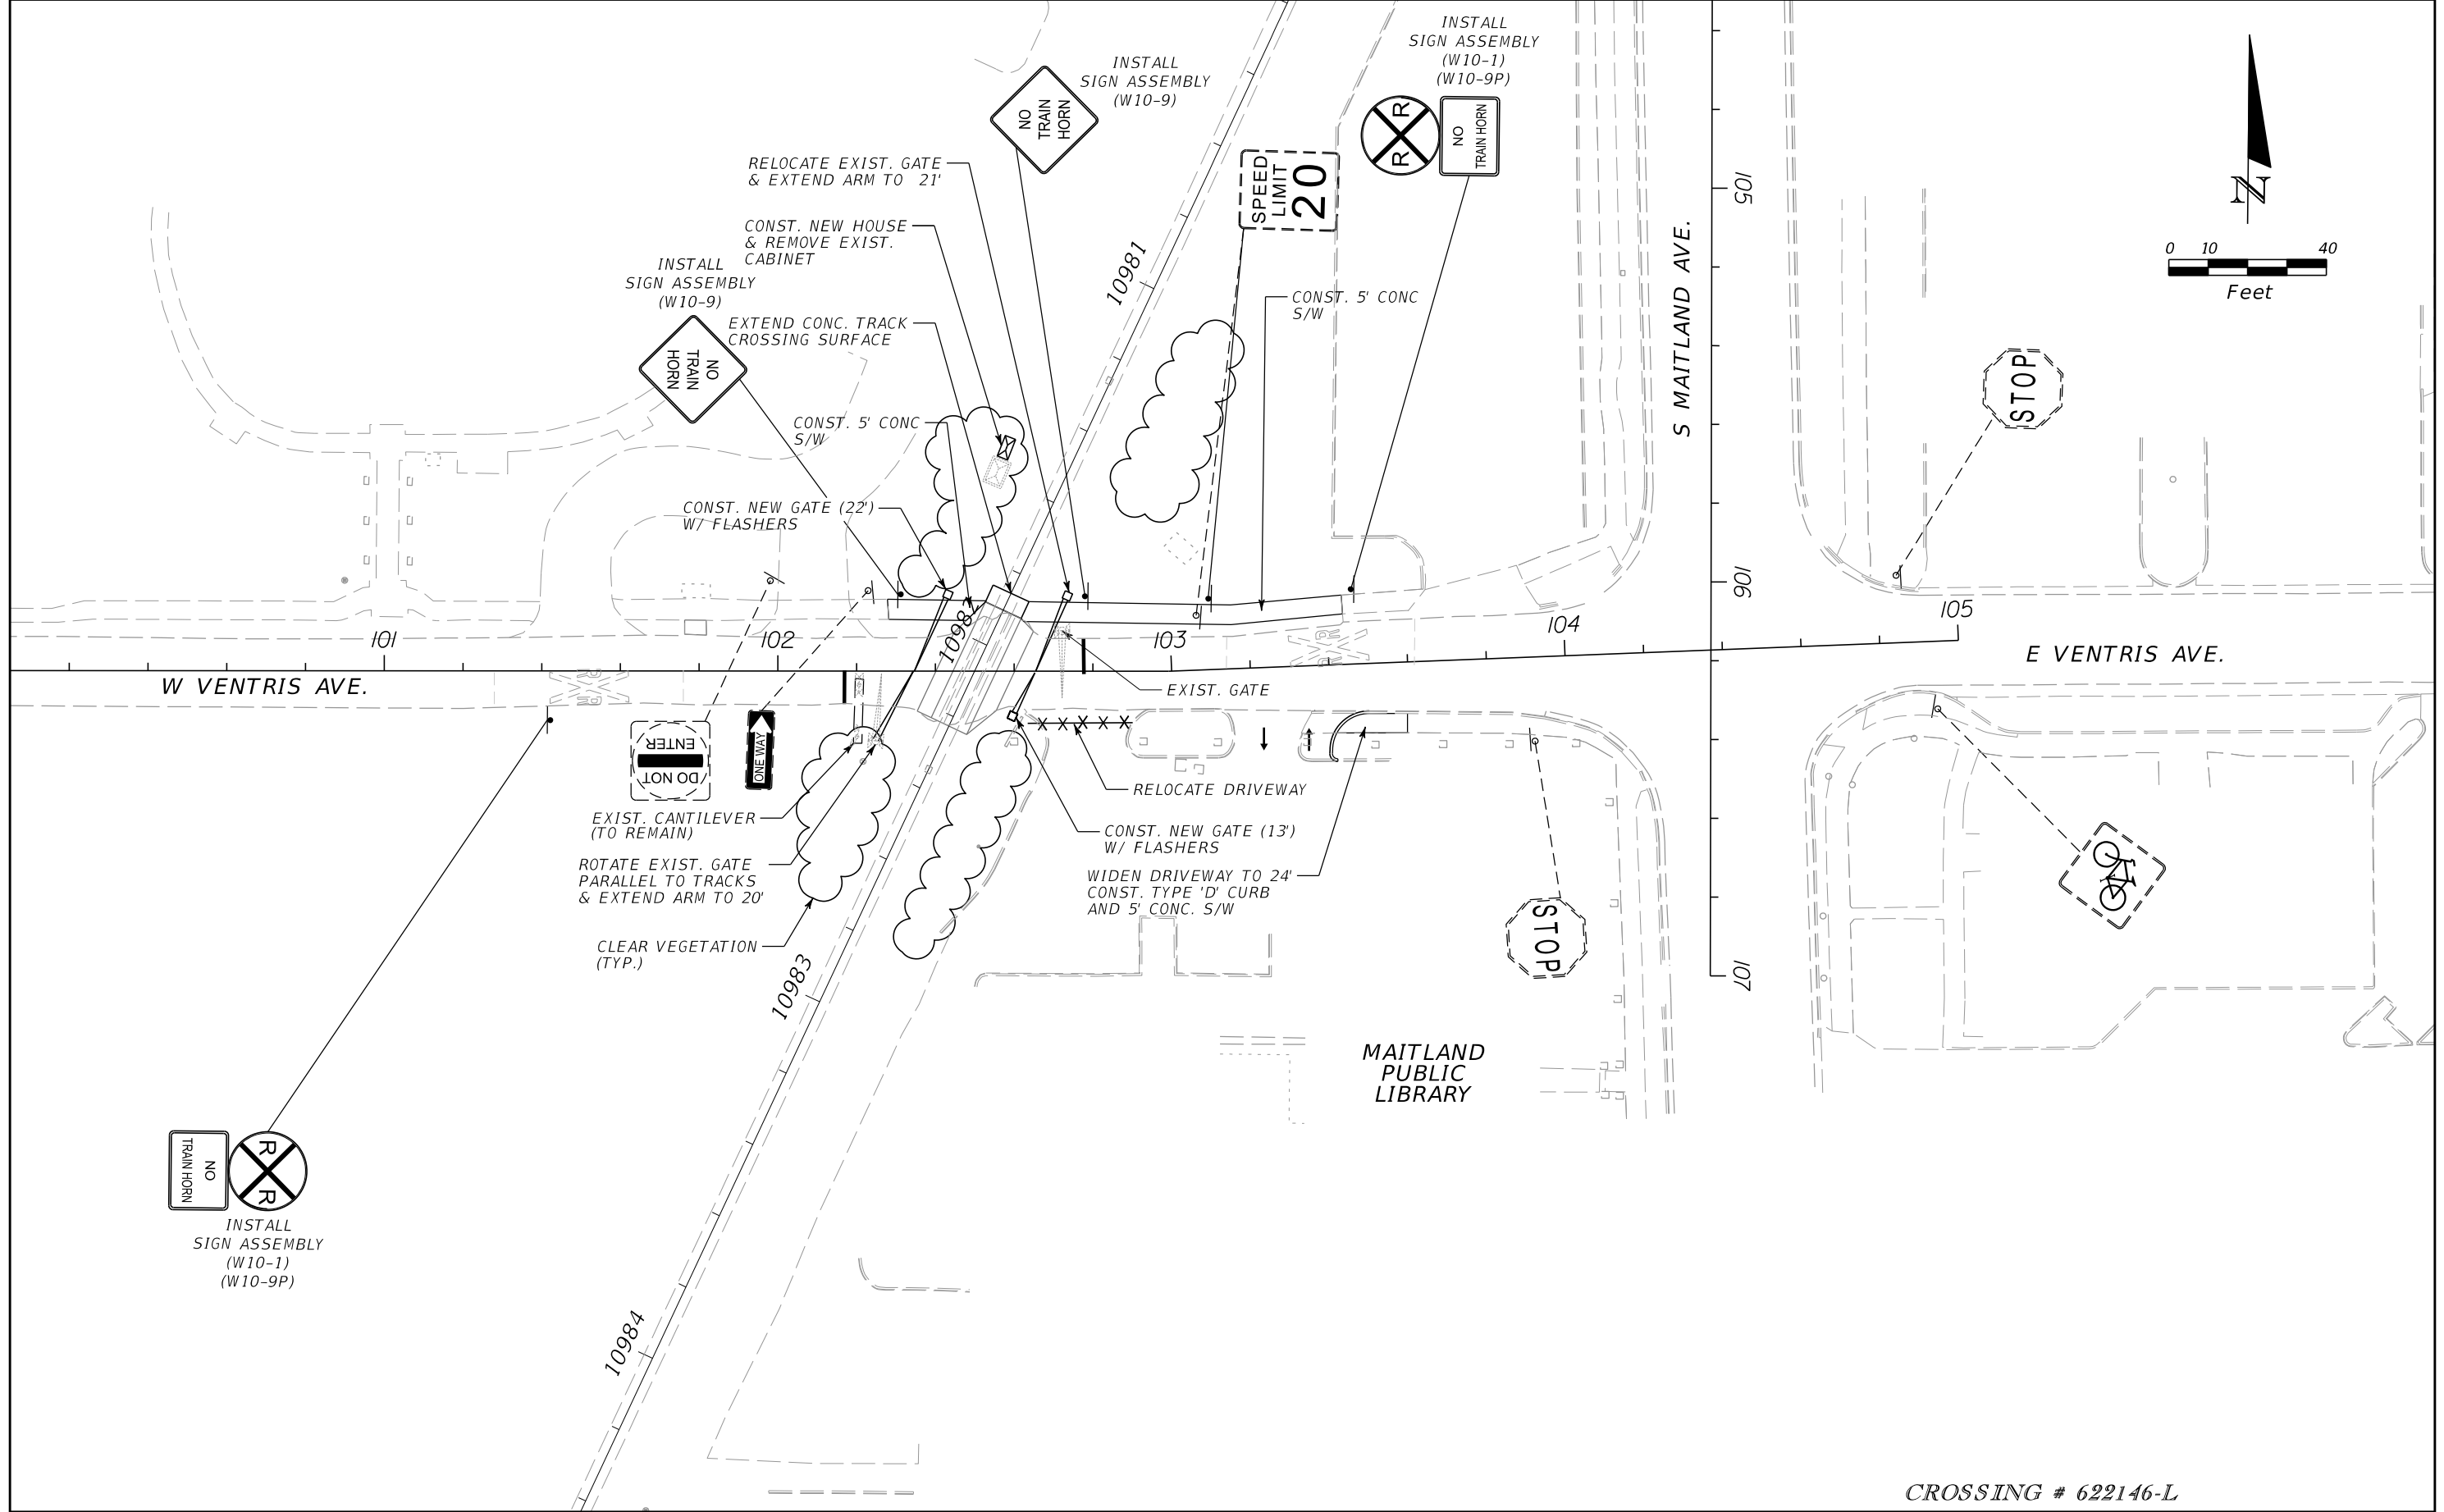 INSTALL
SIGN ASSEMBLY
(W10-1)
(W10-9P)
R R
NO
TRAIN HORN
INSTALL
SIGN ASSEMBLY
(W10-9)
NO
TRAIN
HORN
RELOCATE EXIST. GATE
& EXTEND ARM TO 21'
SPEED
LIMIT
20
CONST. NEW HOUSE
& REMOVE EXIST.
CABINET
INSTALL
SIGN ASSEMBLY
(W10-9)
NO
TRAIN
HORN
EXTEND CONC. TRACK
CROSSING SURFACE
CONST. 5' CONC
S/W
CONST. 5' CONC
S/W
CONST. NEW GATE (22')
W/ FLASHERS
10981
S MAITLAND AVE.
105
N
0 10 40
Feet
STOP
106
101
102
10982
103
104
105
W VENTRIS AVE.
E VENTRIS AVE.
EXIST. GATE
DO NOT
ENTER
ONE WAY
EXIST. CANTILEVER
(TO REMAIN)
RELOCATE DRIVEWAY
CONST. NEW GATE (13')
W/ FLASHERS
ROTATE EXIST. GATE
PARALLEL TO TRACKS
& EXTEND ARM TO 20'
WIDEN DRIVEWAY TO 24'
CONST. TYPE 'D' CURB
AND 5' CONC. S/W
CLEAR VEGETATION
(TYP.)
STOP
107
10983
MAITLAND
PUBLIC
LIBRARY
NO
TRAIN HORN
R R
INSTALL
SIGN ASSEMBLY
(W10-1)
(W10-9P)
10984
CROSSING # 622146-L